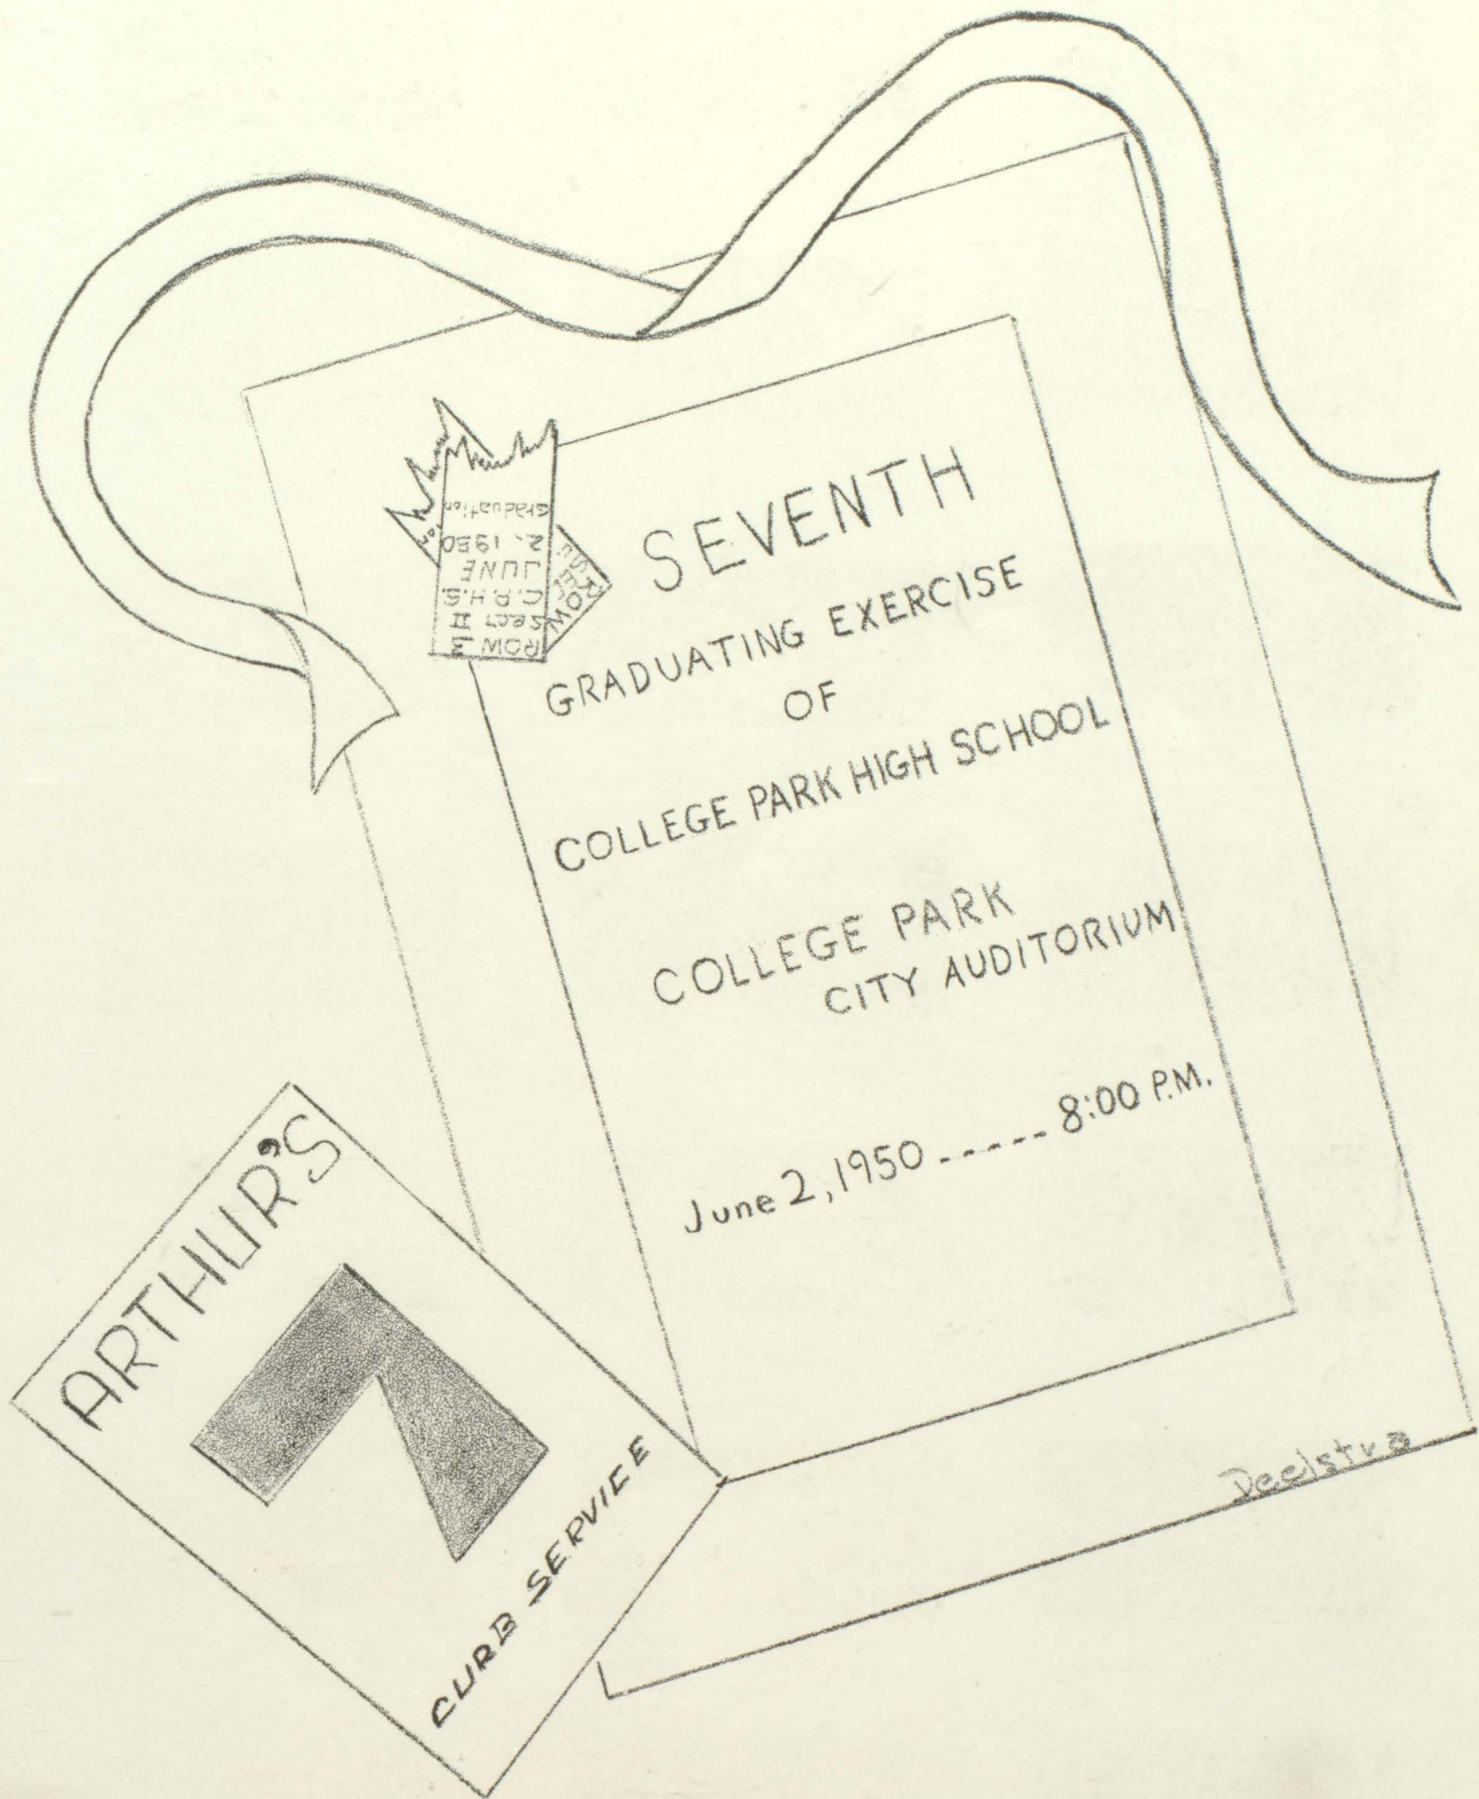 SEVENTH
GRADUATING EXERCISE
OF
COLLEGE PARK HIGH SCHOOL
COLLEGE PARK
CITY AUDITORIUM
June 2, 1950 ----- 8:00 P.M.
ROW 3
Sect II
C.P.H.S.
JUNE
2, 1950
Graduation
ROW
ARTHUR'S
7
CURB SERVICE
Deelstra